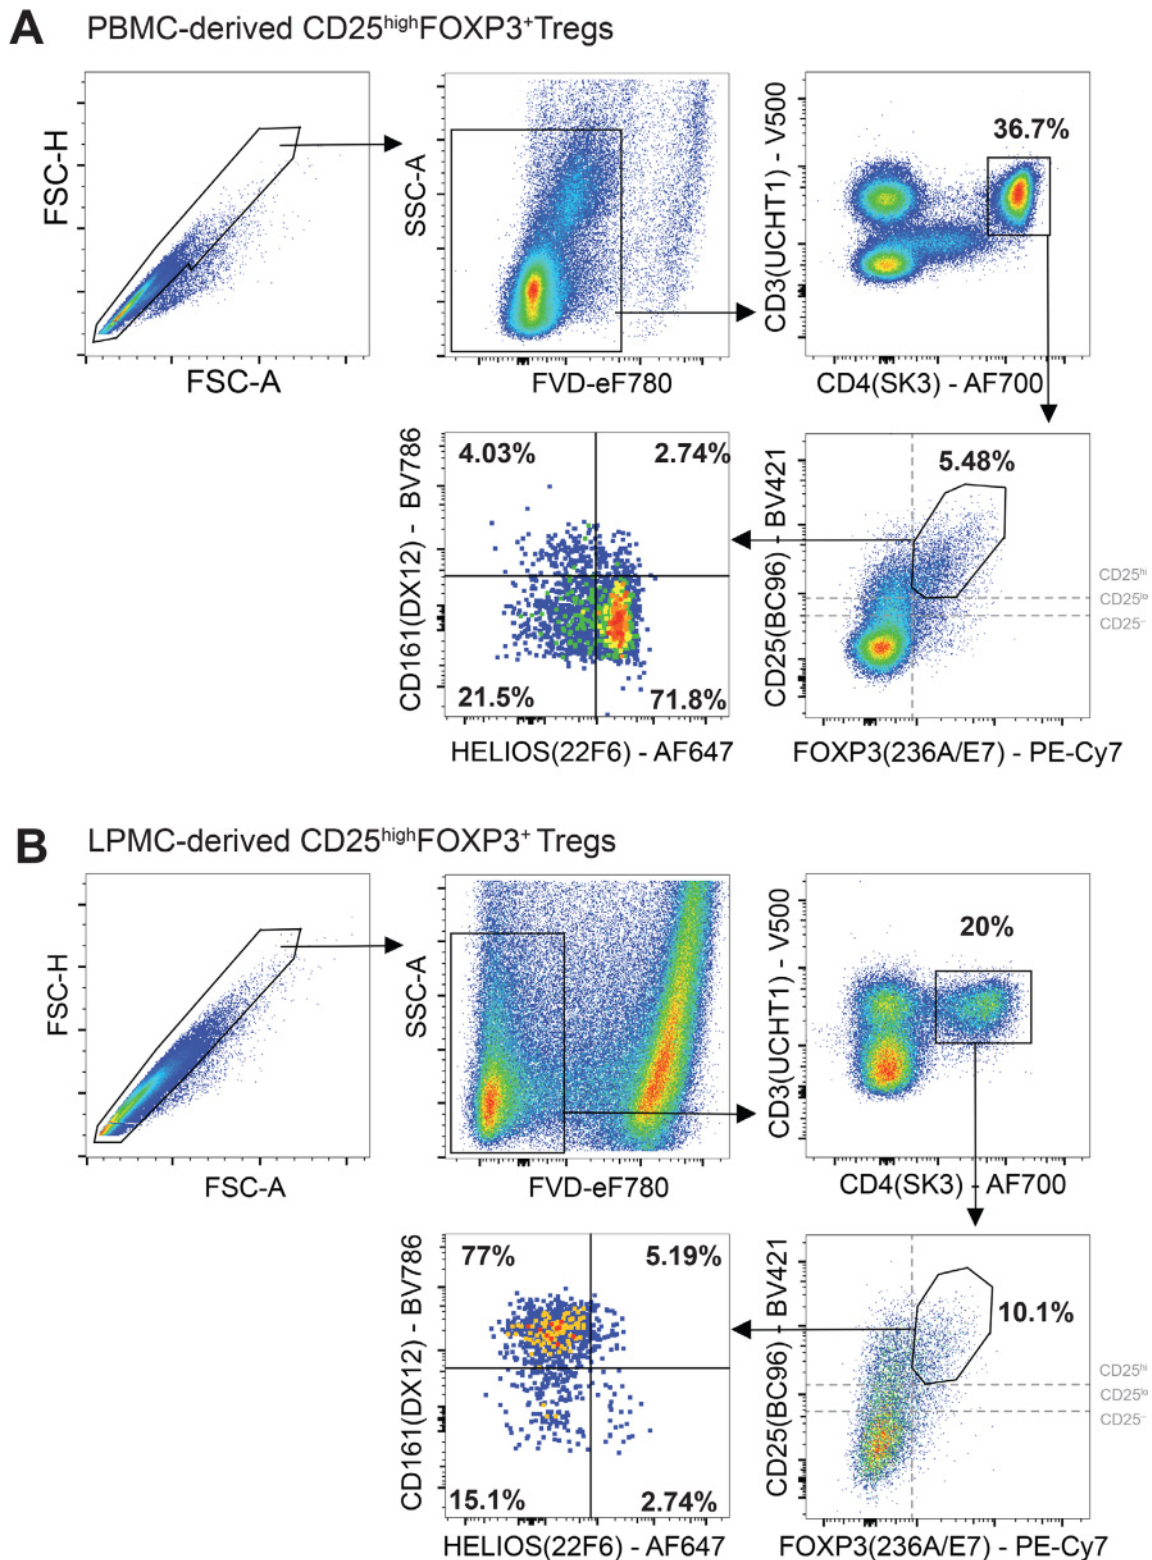 A PBMC-derived CD25highFOXP3+Tregs
FSC-H
FSC-A
SSC-A
FVD-eF780
CD3(UCHT1) - V500
36.7%
CD4(SK3) - AF700
CD161(DX12) - BV786
4.03%
2.74%
21.5%
71.8%
HELIOS(22F6) - AF647
CD25(BC96) - BV421
5.48%
CD25hi
CD25lo
CD25–
FOXP3(236A/E7) - PE-Cy7
B LPMC-derived CD25highFOXP3+ Tregs
FSC-H
FSC-A
SSC-A
FVD-eF780
CD3(UCHT1) - V500
20%
CD4(SK3) - AF700
CD161(DX12) - BV786
77%
5.19%
15.1%
2.74%
HELIOS(22F6) - AF647
CD25(BC96) - BV421
10.1%
CD25hi
CD25lo
CD25–
FOXP3(236A/E7) - PE-Cy7